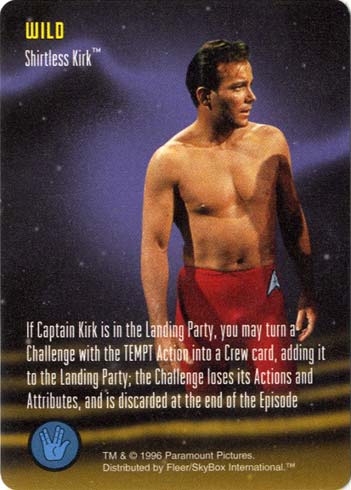 WILD
Shirtless Kirk™
If Captain Kirk is in the Landing Party, you may turn a
Challenge with the TEMPT Action into a Crew card, adding it
to the Landing Party; the Challenge loses its Actions and
Attributes, and is discarded at the end of the Episode
TM & © 1996 Paramount Pictures.
Distributed by Fleer/SkyBox International.™